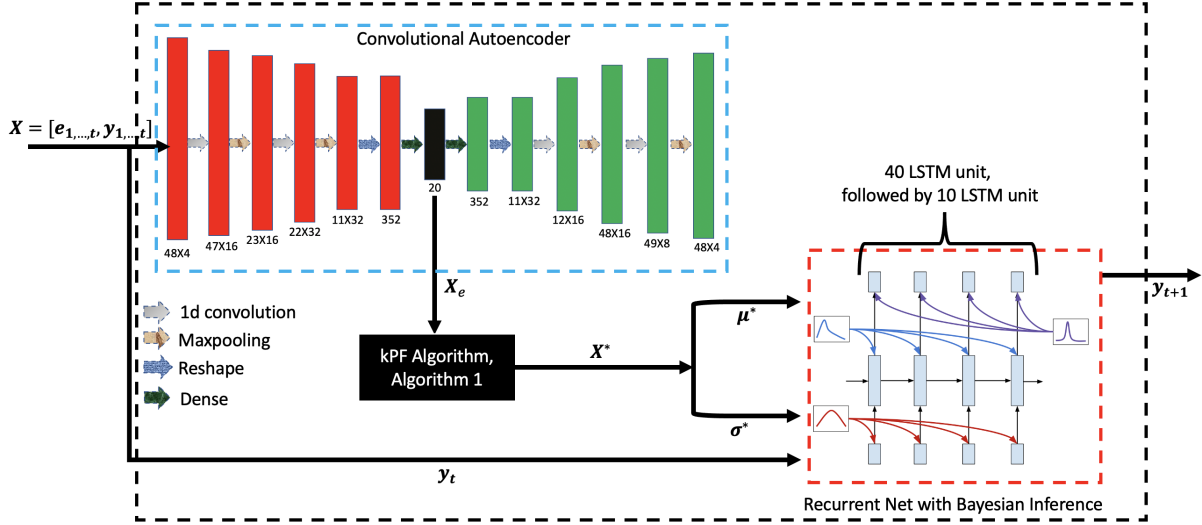 Convolutional Autoencoder
X = [e1,...,t, y1,...t]
48X4
47X16
23X16
22X32
11X32
352
20
352
11X32
12X16
48X16
49X8
48X4
40 LSTM unit,
followed by 10 LSTM unit
Xe
1d convolution
Maxpooling
Reshape
Dense
kPF Algorithm,
Algorithm 1
X*
μ*
σ*
yt
yt+1
Recurrent Net with Bayesian Inference